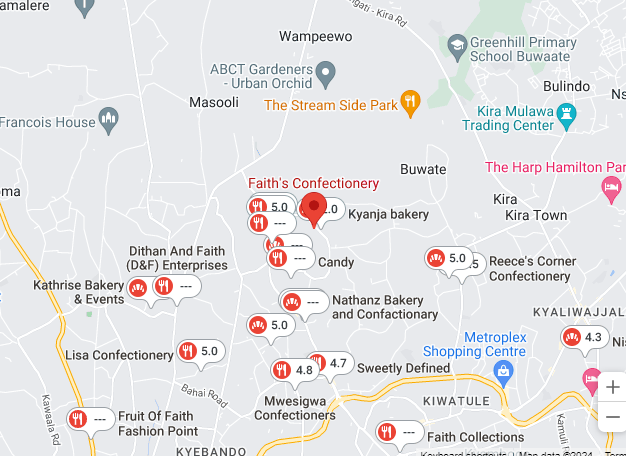 amalere
ngati - Kira Rd
Wampeewo
Greenhill Primary
School Buwaate
ABCT Gardeners
- Urban Orchid
Masooli
The Stream Side Park
Bulindo
Ns
Francois House
Kira Mulawa
Trading Center
Buwate
The Harp Hamilton Par
oma
Faith's Confectionery
Kira
Kira Town
5.0
2.0
Kyanja bakery
---
---
---
Candy
Dithan And Faith
(D&F) Enterprises
5.0
.5
Reece's Corner
Confectionery
Kathrise Bakery
& Events
---
---
Nathanz Bakery
and Confactionary
KYALIWAJJAL
5.0
Metroplex
Shopping Centre
4.3
Nis
Lisa Confectionery
5.0
4.8
4.7
Sweetly Defined
Bahai Road
Mwesigwa
Confectioners
KIWATULE
Kawaala Rd
---
Fruit Of Faith
Fashion Point
Kamuli r
KYEBANDO
---
Faith Collections
+
−
Keyboard shortcuts
Map data ©2024
Term